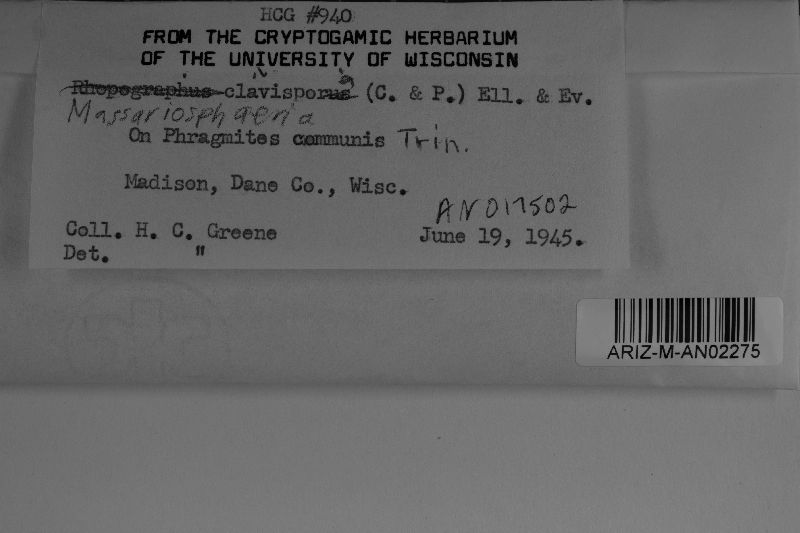 HCG #940
FROM THE CRYPTOGAMIC HERBARIUM
OF THE UNIVERSITY OF WISCONSIN
Rhopographus clavisporus a (C. & P.) Ell. & Ev.
Massariosphaeria
On Phragmites communis Trin.
Madison, Dane Co., Wisc.
AN017502
Coll. H. C. Greene June 19, 1945.
Det. "
ARIZ-M-AN02275